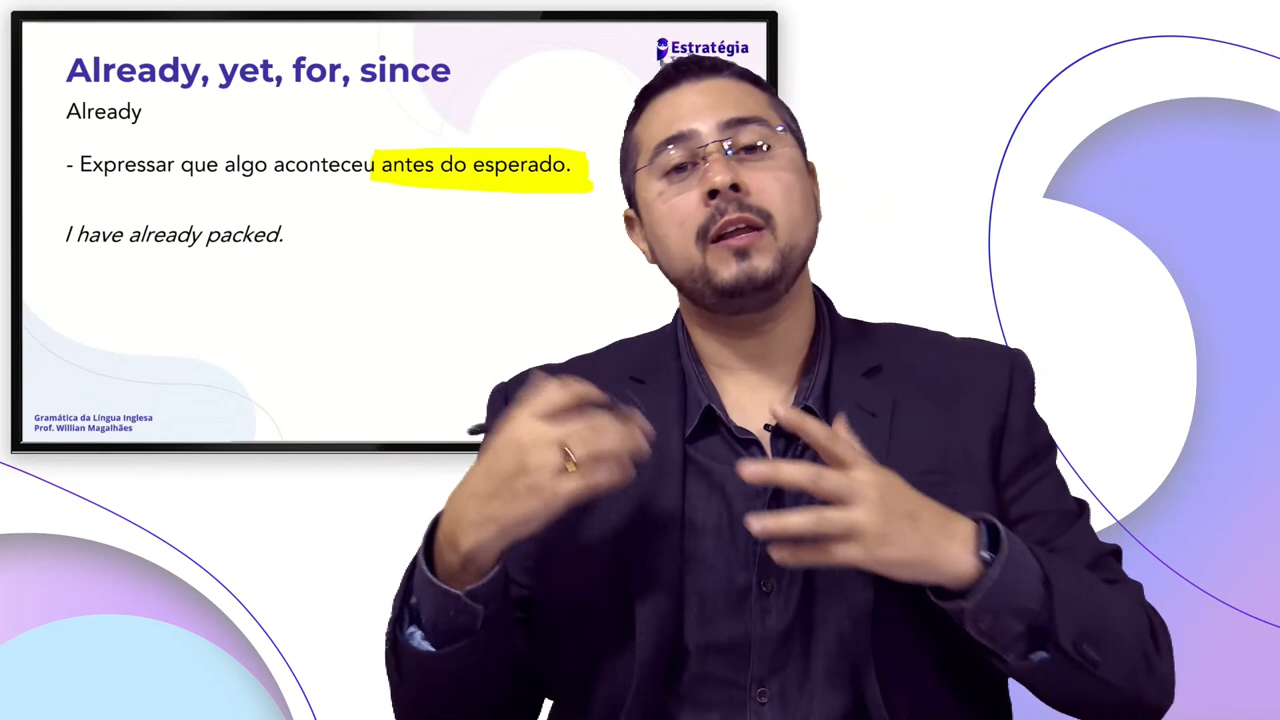 Estratégia
Already, yet, for, since
Already
- Expressar que algo aconteceu antes do esperado.
I have already packed.
Gramática da Língua Inglesa
Prof. Willian Magalhães